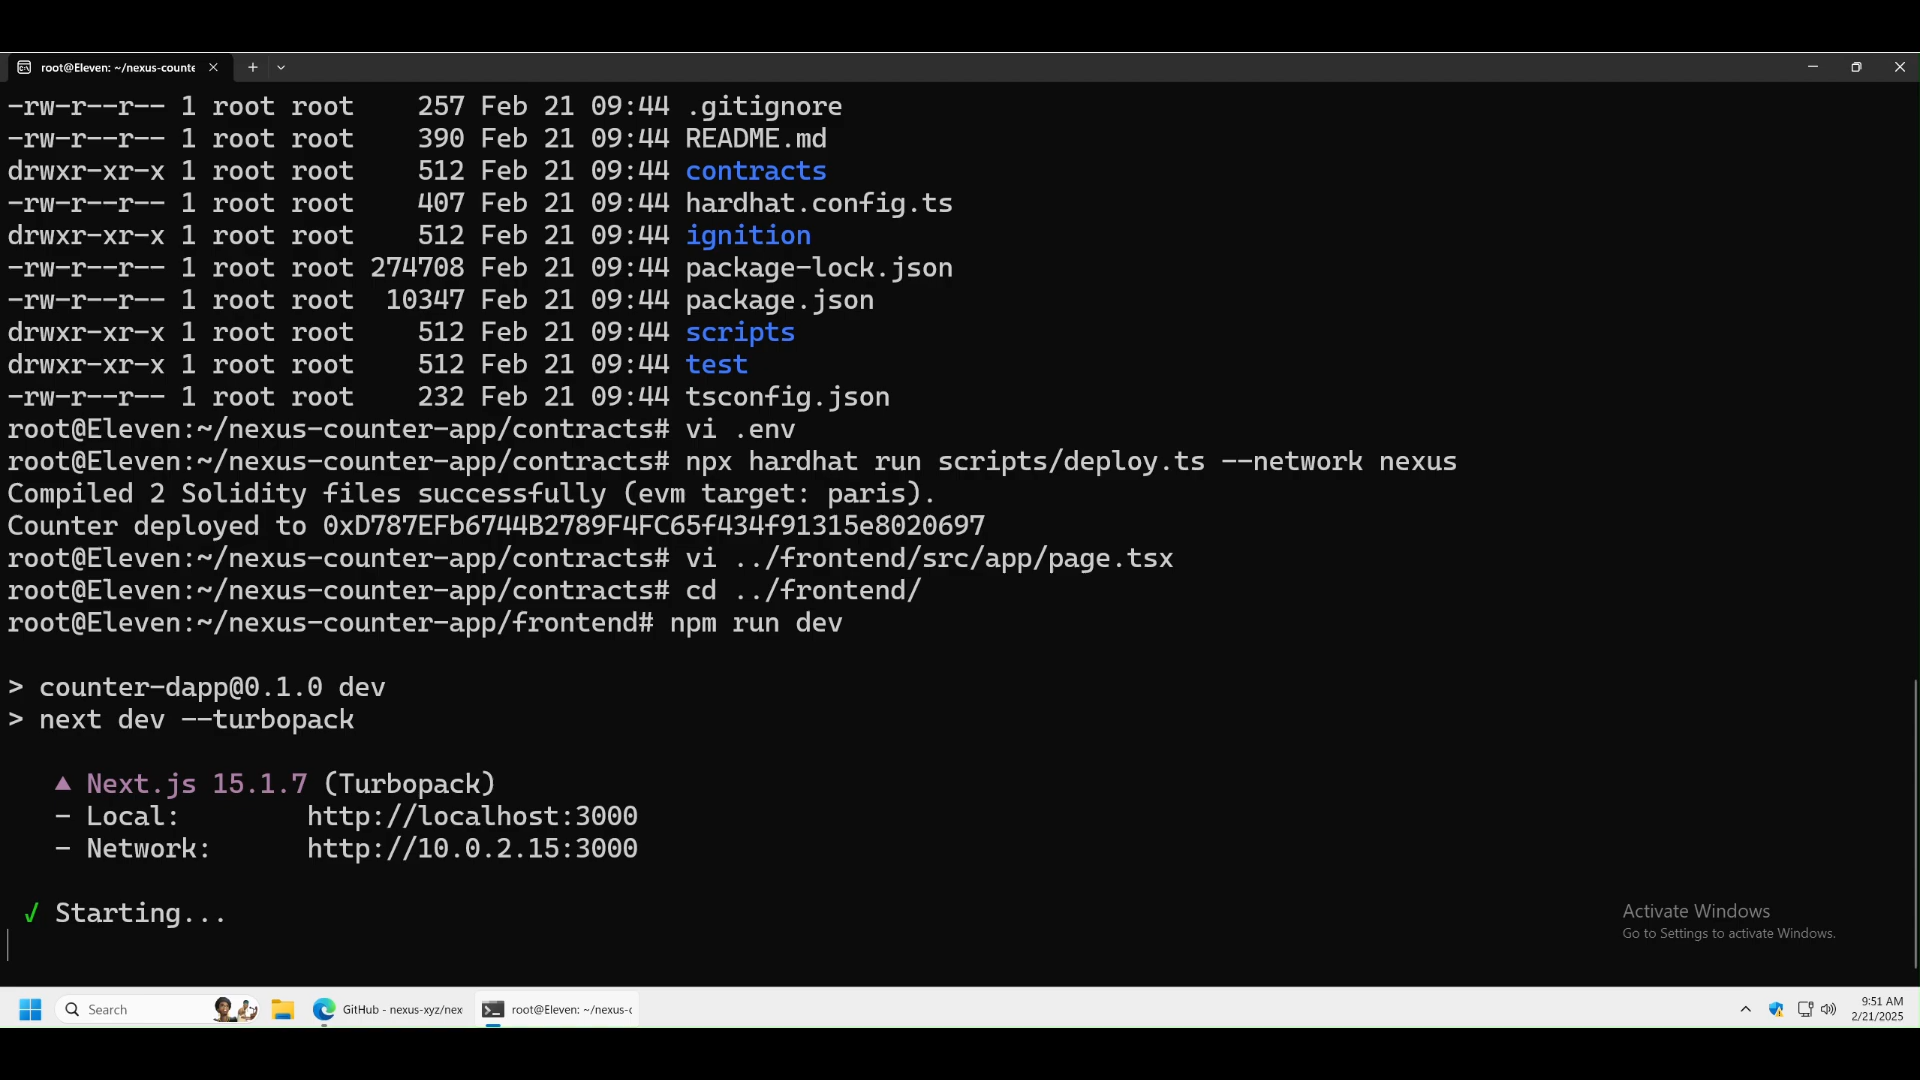 root@Eleven: ~/nexus-counte
-rw-r--r-- 1 root root    257 Feb 21 09:44 .gitignore
-rw-r--r-- 1 root root    390 Feb 21 09:44 README.md
drwxr-xr-x 1 root root    512 Feb 21 09:44 contracts
-rw-r--r-- 1 root root    407 Feb 21 09:44 hardhat.config.ts
drwxr-xr-x 1 root root    512 Feb 21 09:44 ignition
-rw-r--r-- 1 root root 274708 Feb 21 09:44 package-lock.json
-rw-r--r-- 1 root root  10347 Feb 21 09:44 package.json
drwxr-xr-x 1 root root    512 Feb 21 09:44 scripts
drwxr-xr-x 1 root root    512 Feb 21 09:44 test
-rw-r--r-- 1 root root    232 Feb 21 09:44 tsconfig.json
root@Eleven:~/nexus-counter-app/contracts# vi .env
root@Eleven:~/nexus-counter-app/contracts# npx hardhat run scripts/deploy.ts --network nexus
Compiled 2 Solidity files successfully (evm target: paris).
Counter deployed to 0xD787EFb6744B2789F4FC65f434f91315e8020697
root@Eleven:~/nexus-counter-app/contracts# vi ../frontend/src/app/page.tsx
root@Eleven:~/nexus-counter-app/contracts# cd ../frontend/
root@Eleven:~/nexus-counter-app/frontend# npm run dev
> counter-dapp@0.1.0 dev
> next dev --turbopack
▲ Next.js 15.1.7 (Turbopack)
- Local:        http://localhost:3000
- Network:      http://10.0.2.15:3000
✓ Starting...
Activate Windows
Go to Settings to activate Windows.
Search
GitHub - nexus-xyz/nex
root@Eleven: ~/nexus-c
9:51 AM
2/21/2025